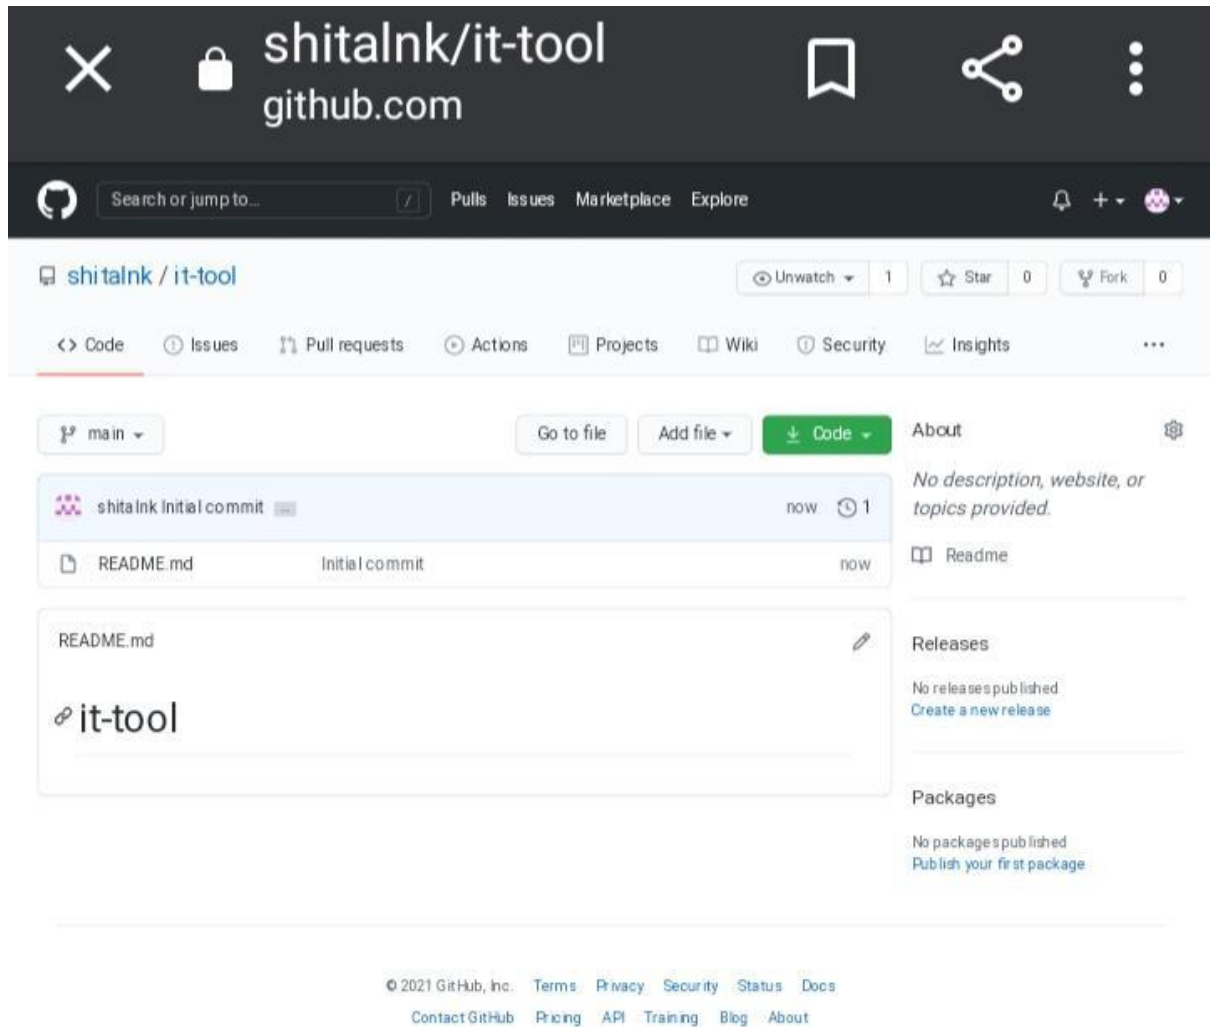 shitalnk/it-tool
github.com
Search or jump to... / Pulls Issues Marketplace Explore
shitalnk / it-tool Unwatch 1 Star 0 Fork 0
Code Issues Pull requests Actions Projects Wiki Security Insights ...
main Go to file Add file Code
shitalnk Initial commit ... now 1
README.md Initial commit now
README.md
it-tool
About
No description, website, or
topics provided.
Readme
Releases
No releases published
Create a new release
Packages
No packages published
Publish your first package
© 2021 GitHub, Inc. Terms Privacy Security Status Docs
Contact GitHub Pricing API Training Blog About